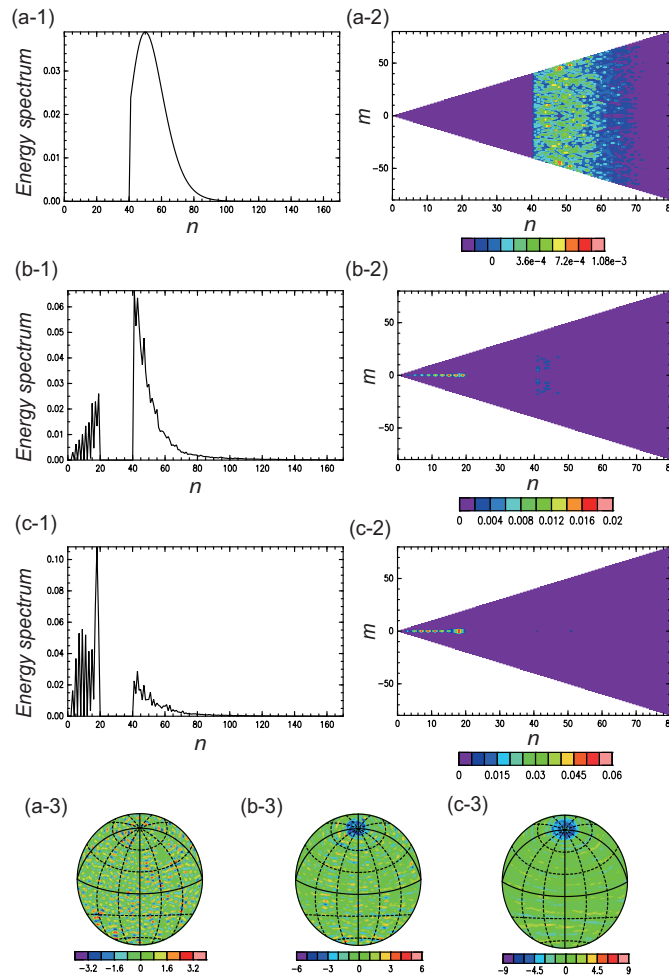 (a-1)
(a-2)
Energy spectrum
0.03
0.02
0.01
0.00
0 20 40 60 80 100 120 140 160
n
m
50
0
−50
0 10 20 30 40 50 60 70 80
n
0 3.6e−4 7.2e−4 1.08e−3
(b-1)
(b-2)
Energy spectrum
0.06
0.05
0.04
0.03
0.02
0.01
0.00
0 20 40 60 80 100 120 140 160
n
m
50
0
−50
0 10 20 30 40 50 60 70 80
n
0 0.004 0.008 0.012 0.016 0.02
(c-1)
(c-2)
Energy spectrum
0.10
0.08
0.06
0.04
0.02
0.00
0 20 40 60 80 100 120 140 160
n
m
50
0
−50
0 10 20 30 40 50 60 70 80
n
0 0.015 0.03 0.045 0.06
(a-3)
(b-3)
(c-3)
−3.2 −1.6 0 1.6 3.2
−6 −3 0 3 6
−9 −4.5 0 4.5 9